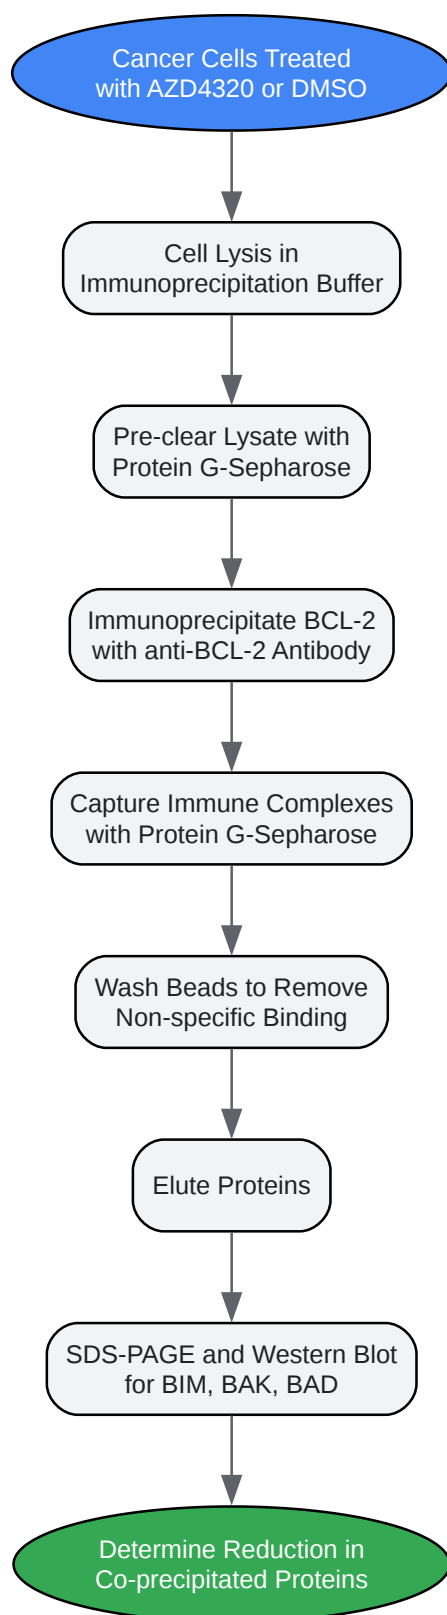 Cancer Cells Treated
with AZD4320 or DMSO
Cell Lysis in
Immunoprecipitation Buffer
Pre-clear Lysate with
Protein G-Sepharose
Immunoprecipitate BCL-2
with anti-BCL-2 Antibody
Capture Immune Complexes
with Protein G-Sepharose
Wash Beads to Remove
Non-specific Binding
Elute Proteins
SDS-PAGE and Western Blot
for BIM, BAK, BAD
Determine Reduction in
Co-precipitated Proteins